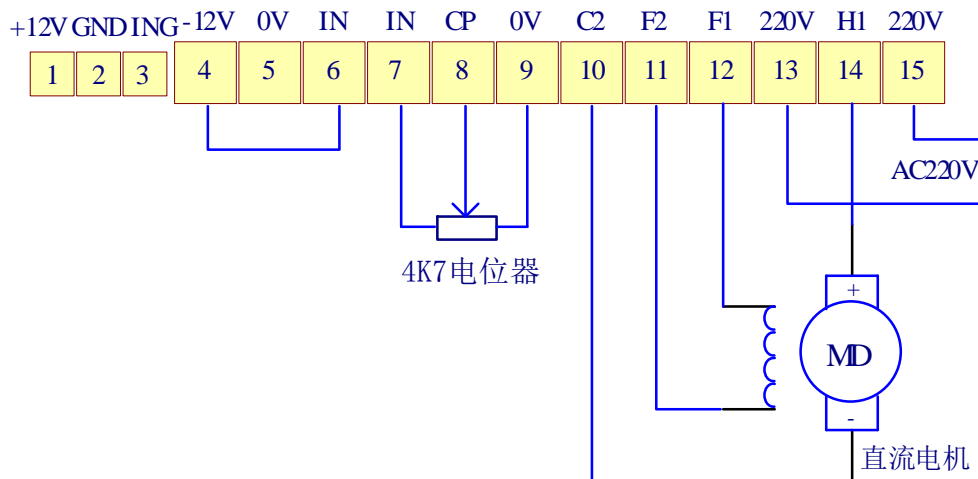 +12V GND ING -12V 0V IN IN CP 0V C2 F2 F1 220V H1 220V
1 2 3 4 5 6 7 8 9 10 11 12 13 14 15
AC220V
4K7电位器
+
MD
-
直流电机